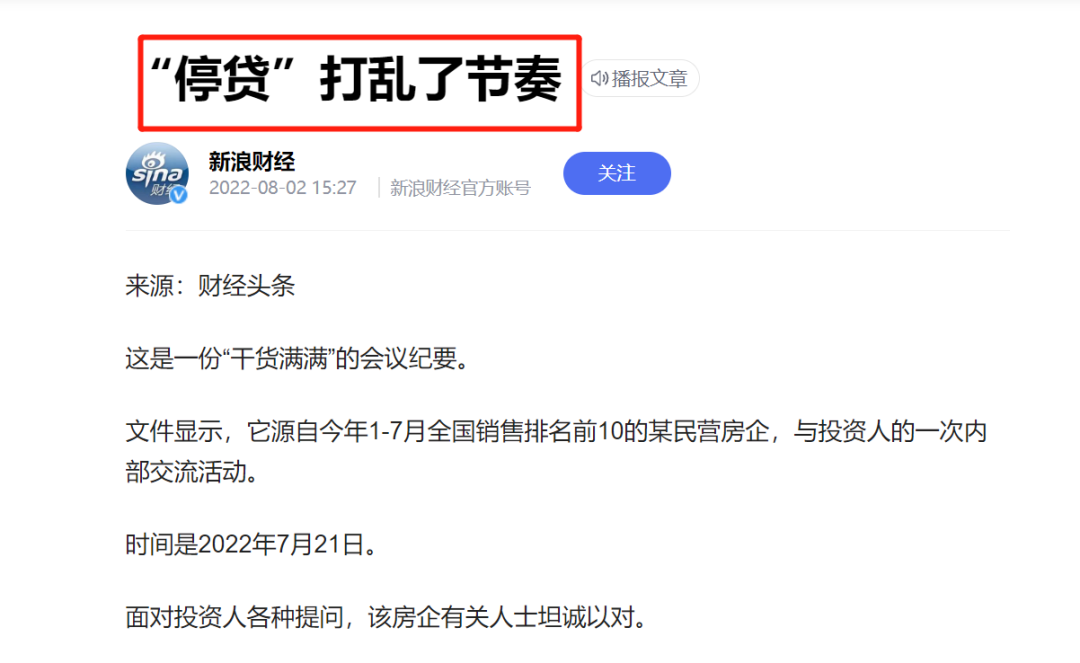 “停贷”打乱了节奏
播报文章
sina
财经
新浪财经
2022-08-02 15:27
新浪财经官方账号
关注
来源：财经头条
这是一份“干货满满”的会议纪要。
文件显示，它源自今年1-7月全国销售排名前10的某民营房企，与投资人的一次内
部交流活动。
时间是2022年7月21日。
面对投资人各种提问，该房企有关人士坦诚以对。